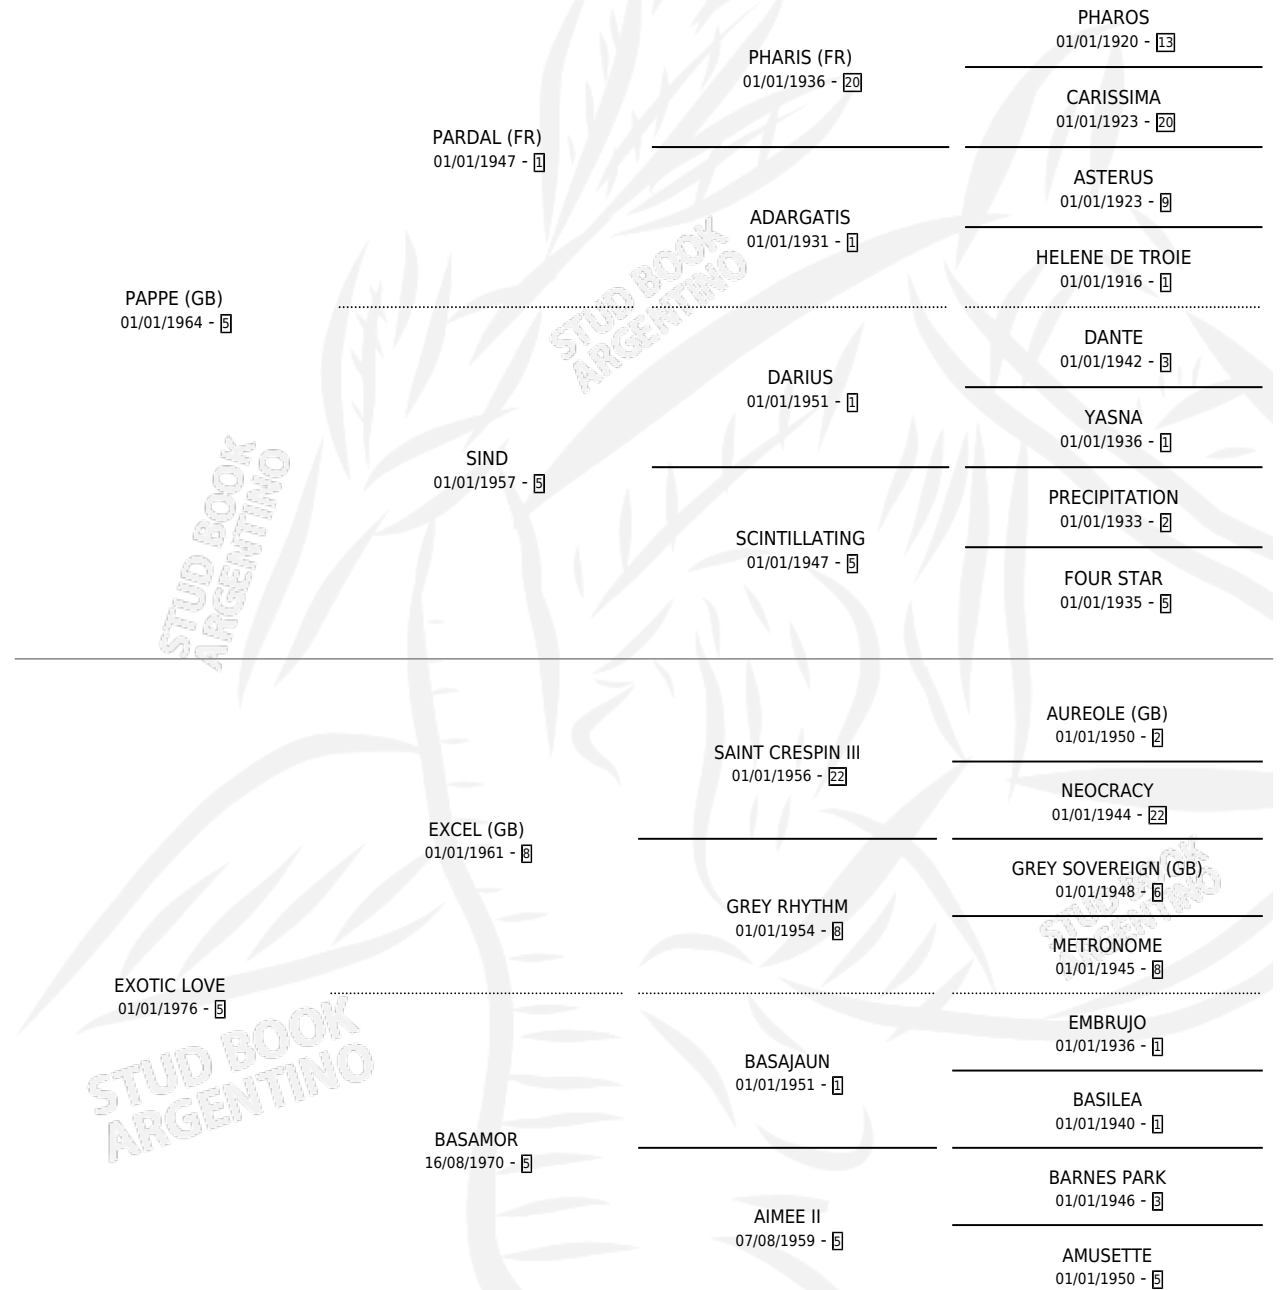 PHAROS
01/01/1920 - 13
PHARIS (FR)
01/01/1936 - 20
CARISSIMA
01/01/1923 - 20
PARDAL (FR)
01/01/1947 - 1
ASTERUS
01/01/1923 - 9
ADARGATIS
01/01/1931 - 1
HELENE DE TROIE
01/01/1916 - 1
PAPPE (GB)
01/01/1964 - 5
DANTE
01/01/1942 - 3
DARIUS
01/01/1951 - 1
YASNA
01/01/1936 - 1
SIND
01/01/1957 - 5
PRECIPITATION
01/01/1933 - 2
SCINTILLATING
01/01/1947 - 5
FOUR STAR
01/01/1935 - 5
STUD BOOK
ARGENTINO
STUD BOOK
ARGENTINO
AUREOLE (GB)
01/01/1950 - 2
SAINT CRESPIN III
01/01/1956 - 22
NEOCRACY
01/01/1944 - 22
EXCEL (GB)
01/01/1961 - 8
GREY SOVEREIGN (GB)
01/01/1948 - 6
GREY RHYTHM
01/01/1954 - 8
METRONOME
01/01/1945 - 8
STUD BOOK
ARGENTINO
EXOTIC LOVE
01/01/1976 - 5
EMBRUJO
01/01/1936 - 1
BASAJAUN
01/01/1951 - 1
BASILEA
01/01/1940 - 1
STUD BOOK
ARGENTINO
BASAMOR
16/08/1970 - 5
BARNES PARK
01/01/1946 - 3
AIMEE II
07/08/1959 - 5
AMUSETTE
01/01/1950 - 5